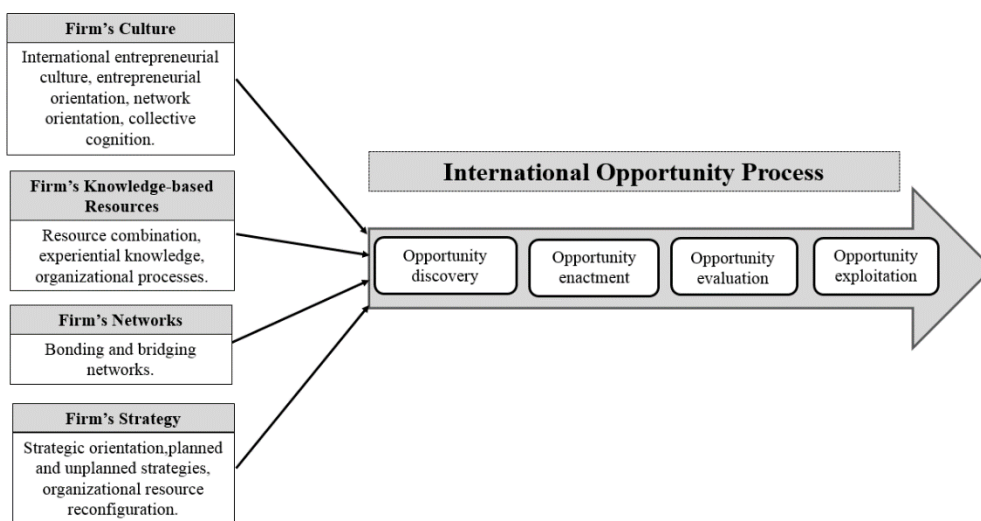 Firm's Culture
International entrepreneurial
culture, entrepreneurial
orientation, network
orientation, collective
cognition.
Firm's Knowledge-based
Resources
Resource combination,
experiential knowledge,
organizational processes.
Firm's Networks
Bonding and bridging
networks.
Firm's Strategy
Strategic orientation,planned
and unplanned strategies,
organizational resource
reconfiguration.
International Opportunity Process
Opportunity
discovery
Opportunity
enactment
Opportunity
evaluation
Opportunity
exploitation